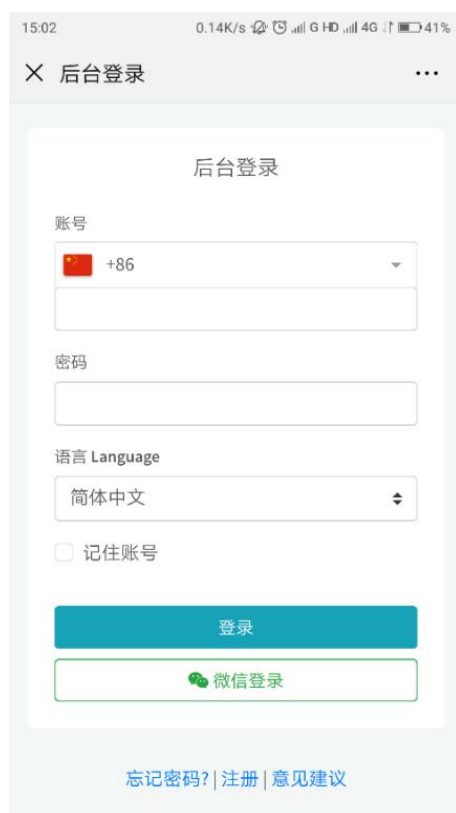 15:02 0.14K/s G HD 4G 41%
后台登录
后台登录
账号
+86
密码
语言 Language
简体中文
记住账号
登录
微信登录
忘记密码?|注册|意见建议